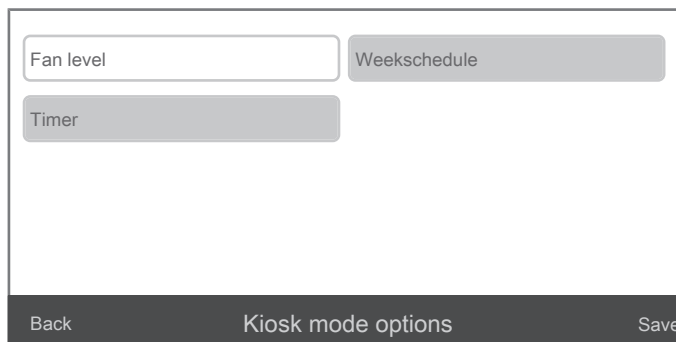 Fan level
Weekschedule
Timer
Back
Kiosk mode options
Save